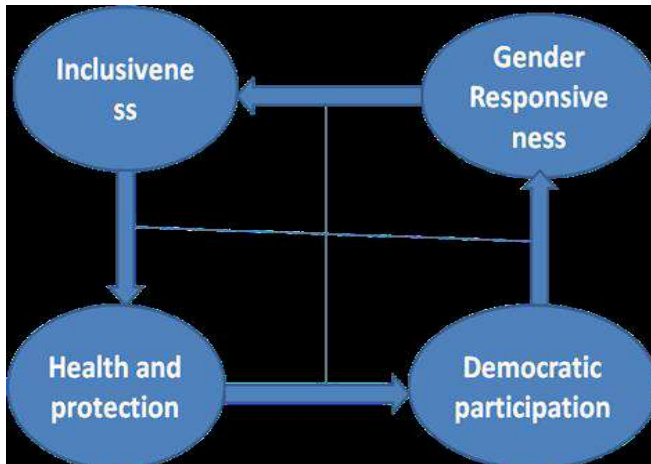 Inclusivene
ss
Gender
Responsive
ness
Health and
protection
Democratic
participation